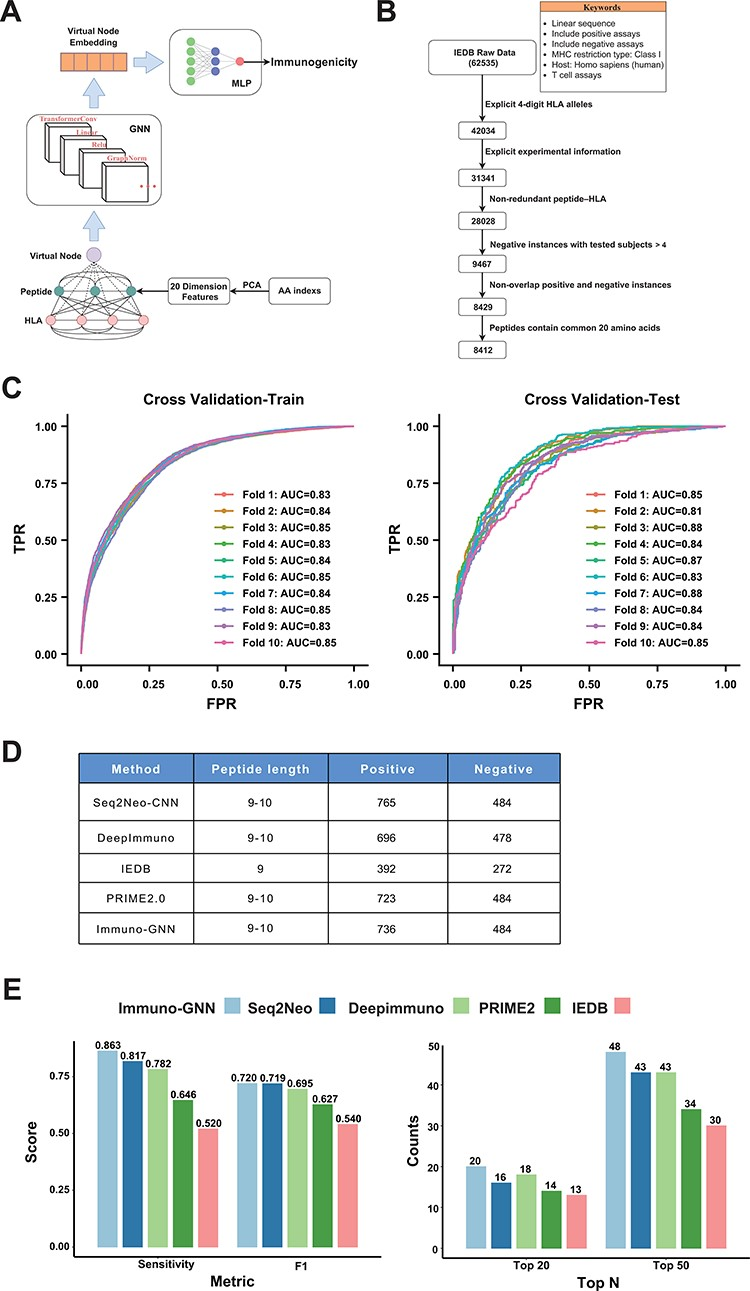 A
Virtual Node
Embedding
MLP
Immunogenicity
TransformerConv
Linear
Relu
GraphNorm
GNN
Virtual Node
Peptide
HLA
20 Dimension
Features
PCA
AA indexs
B
Keywords
• Linear sequence
• Include positive assays
• Include negative assays
• MHC restriction type: Class I
• Host: Homo sapiens (human)
• T cell assays
IEDB Raw Data
(62535)
Explicit 4-digit HLA alleles
42034
Explicit experimental information
31341
Non-redundant peptide–HLA
28028
Negative instances with tested subjects > 4
9467
Non-overlap positive and negative instances
8429
Peptides contain common 20 amino acids
8412
C
Cross Validation-Train
TPR
1.00
0.75
0.50
0.25
0.00
Fold 1: AUC=0.83
Fold 2: AUC=0.84
Fold 3: AUC=0.85
Fold 4: AUC=0.83
Fold 5: AUC=0.84
Fold 6: AUC=0.85
Fold 7: AUC=0.84
Fold 8: AUC=0.85
Fold 9: AUC=0.83
Fold 10: AUC=0.85
0.00 0.25 0.50 0.75 1.00
FPR
Cross Validation-Test
TPR
1.00
0.75
0.50
0.25
0.00
Fold 1: AUC=0.85
Fold 2: AUC=0.81
Fold 3: AUC=0.88
Fold 4: AUC=0.84
Fold 5: AUC=0.87
Fold 6: AUC=0.83
Fold 7: AUC=0.88
Fold 8: AUC=0.84
Fold 9: AUC=0.84
Fold 10: AUC=0.85
0.00 0.25 0.50 0.75 1.00
FPR
D
Method Peptide length Positive Negative
Seq2Neo-CNN 9-10 765 484
DeepImmuno 9-10 696 478
IEDB 9 392 272
PRIME2.0 9-10 723 484
Immuno-GNN 9-10 736 484
E
Immuno-GNN Seq2Neo Deepimmuno PRIME2 IEDB
Score
0.75
0.50
0.25
0.00
0.863 0.817 0.782 0.646 0.520
0.720 0.719 0.695 0.627 0.540
Sensitivity F1
Metric
Counts
50
40
30
20
10
0
20 16 18 14 13
48 43 43 34 30
Top 20 Top 50
Top N